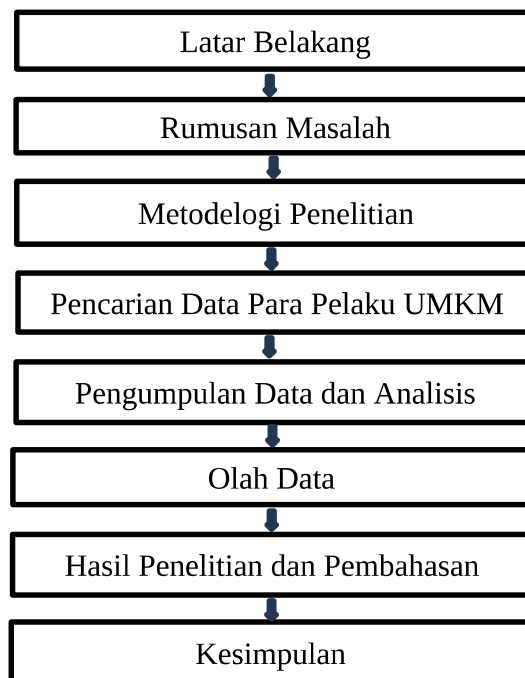 Latar Belakang
Rumusan Masalah
Metodelogi Penelitian
Pencarian Data Para Pelaku UMKM
Pengumpulan Data dan Analisis
Olah Data
Hasil Penelitian dan Pembahasan
Kesimpulan